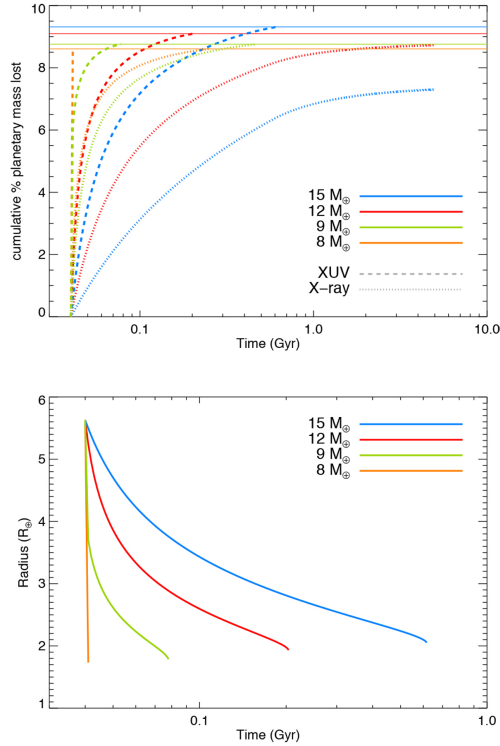 cumulative % planetary mass lost
10
8
6
4
2
0
15 M⊕
12 M⊕
9 M⊕
8 M⊕
XUV
X-ray
0.1
1.0
10.0
Time (Gyr)
Radius (R⊕)
6
5
4
3
2
1
15 M⊕
12 M⊕
9 M⊕
8 M⊕
0.1
1.0
Time (Gyr)